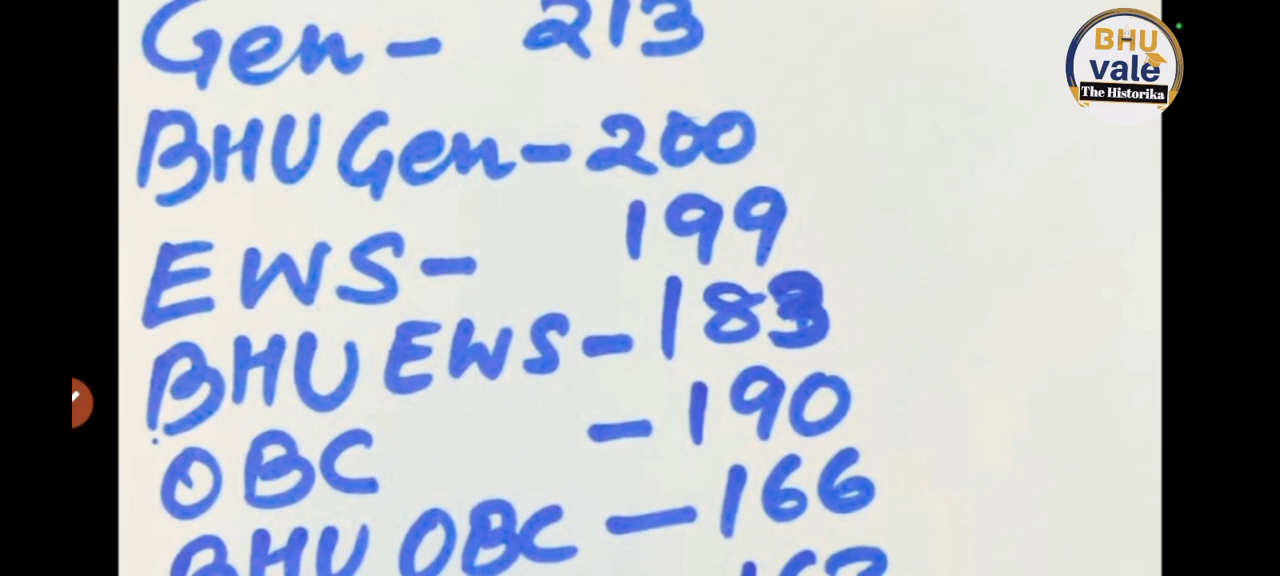 Gen - 213
BHU Gen - 200
EWS - 199
BHU EWS - 183
OBC - 190
BHU OBC - 166
BHU
vale
The Historika